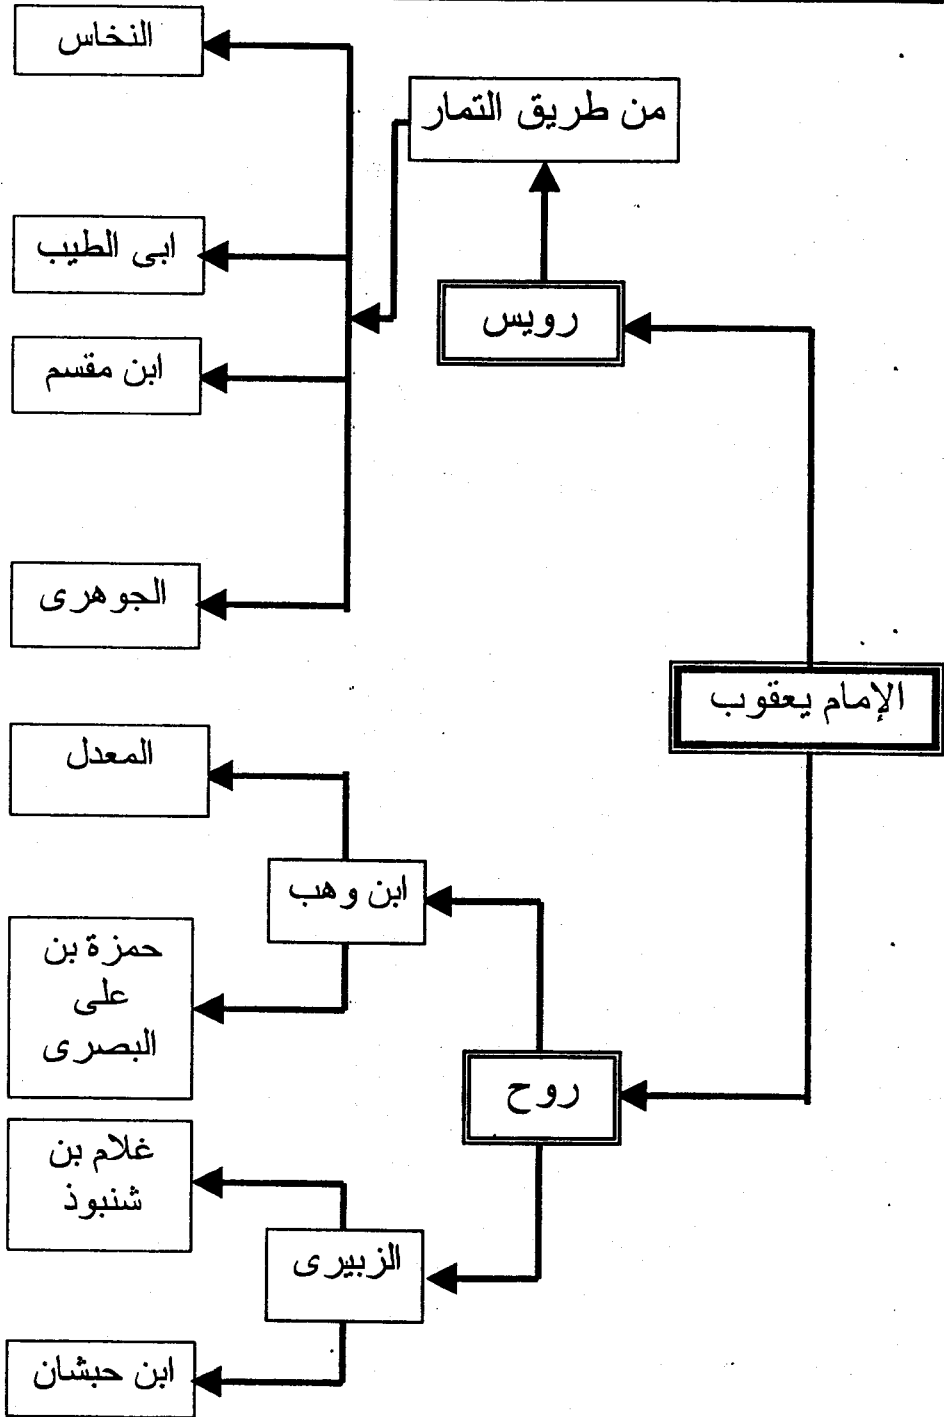 النخاس
من طريق التمار
ابى الطيب
رويس
ابن مقسم
الجوهرى
الإمام يعقوب
المعدل
ابن وهب
حمزة بن
على
البصرى
روح
غلام بن
شنبوذ
الزبيرى
ابن حبشان